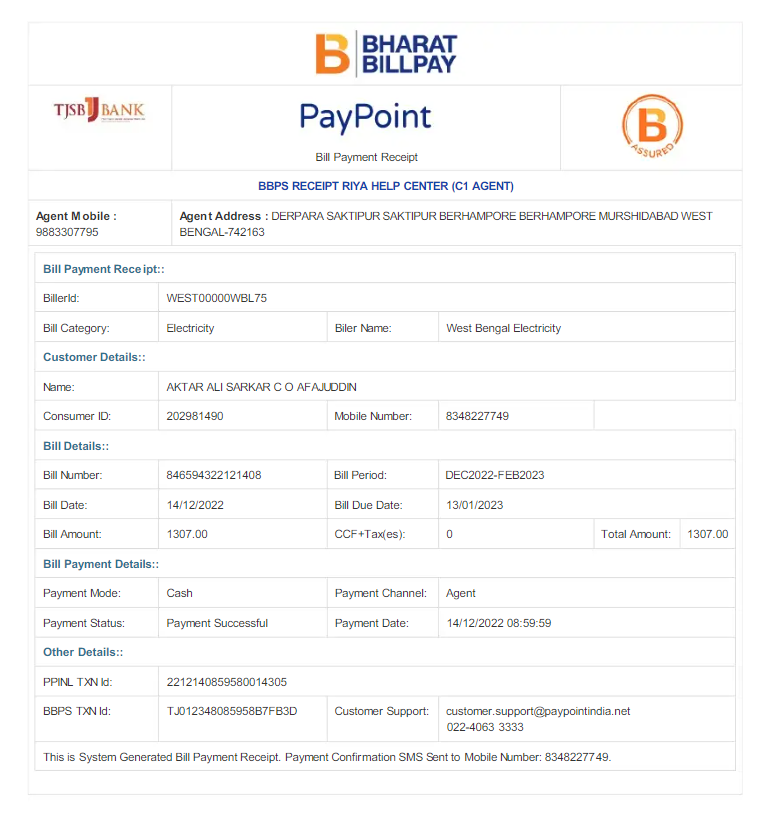 BHARAT
BILLPAY
TJSB BANK
PayPoint
Bill Payment Receipt
B
ASSURED
BBPS RECEIPT RIYA HELP CENTER (C1 AGENT)
Agent Mobile :
9883307795
Agent Address : DERPARA SAKTIPUR SAKTIPUR BERHAMPORE BERHAMPORE MURSHIDABAD WEST
BENGAL-742163
Bill Payment Receipt::
BillerId: WEST00000WBL75
Bill Category: Electricity Biler Name: West Bengal Electricity
Customer Details::
Name: AKTAR ALI SARKAR C O AFAJUDDIN
Consumer ID: 202981490 Mobile Number: 8348227749
Bill Details::
Bill Number: 846594322121408 Bill Period: DEC2022-FEB2023
Bill Date: 14/12/2022 Bill Due Date: 13/01/2023
Bill Amount: 1307.00 CCF+Tax(es): 0 Total Amount: 1307.00
Bill Payment Details::
Payment Mode: Cash Payment Channel: Agent
Payment Status: Payment Successful Payment Date: 14/12/2022 08:59:59
Other Details::
PPINL TXN Id: 2212140859580014305
BBPS TXN Id: TJ012348085958B7FB3D Customer Support: customer.support@paypointindia.net
022-4063 3333
This is System Generated Bill Payment Receipt. Payment Confirmation SMS Sent to Mobile Number: 8348227749.